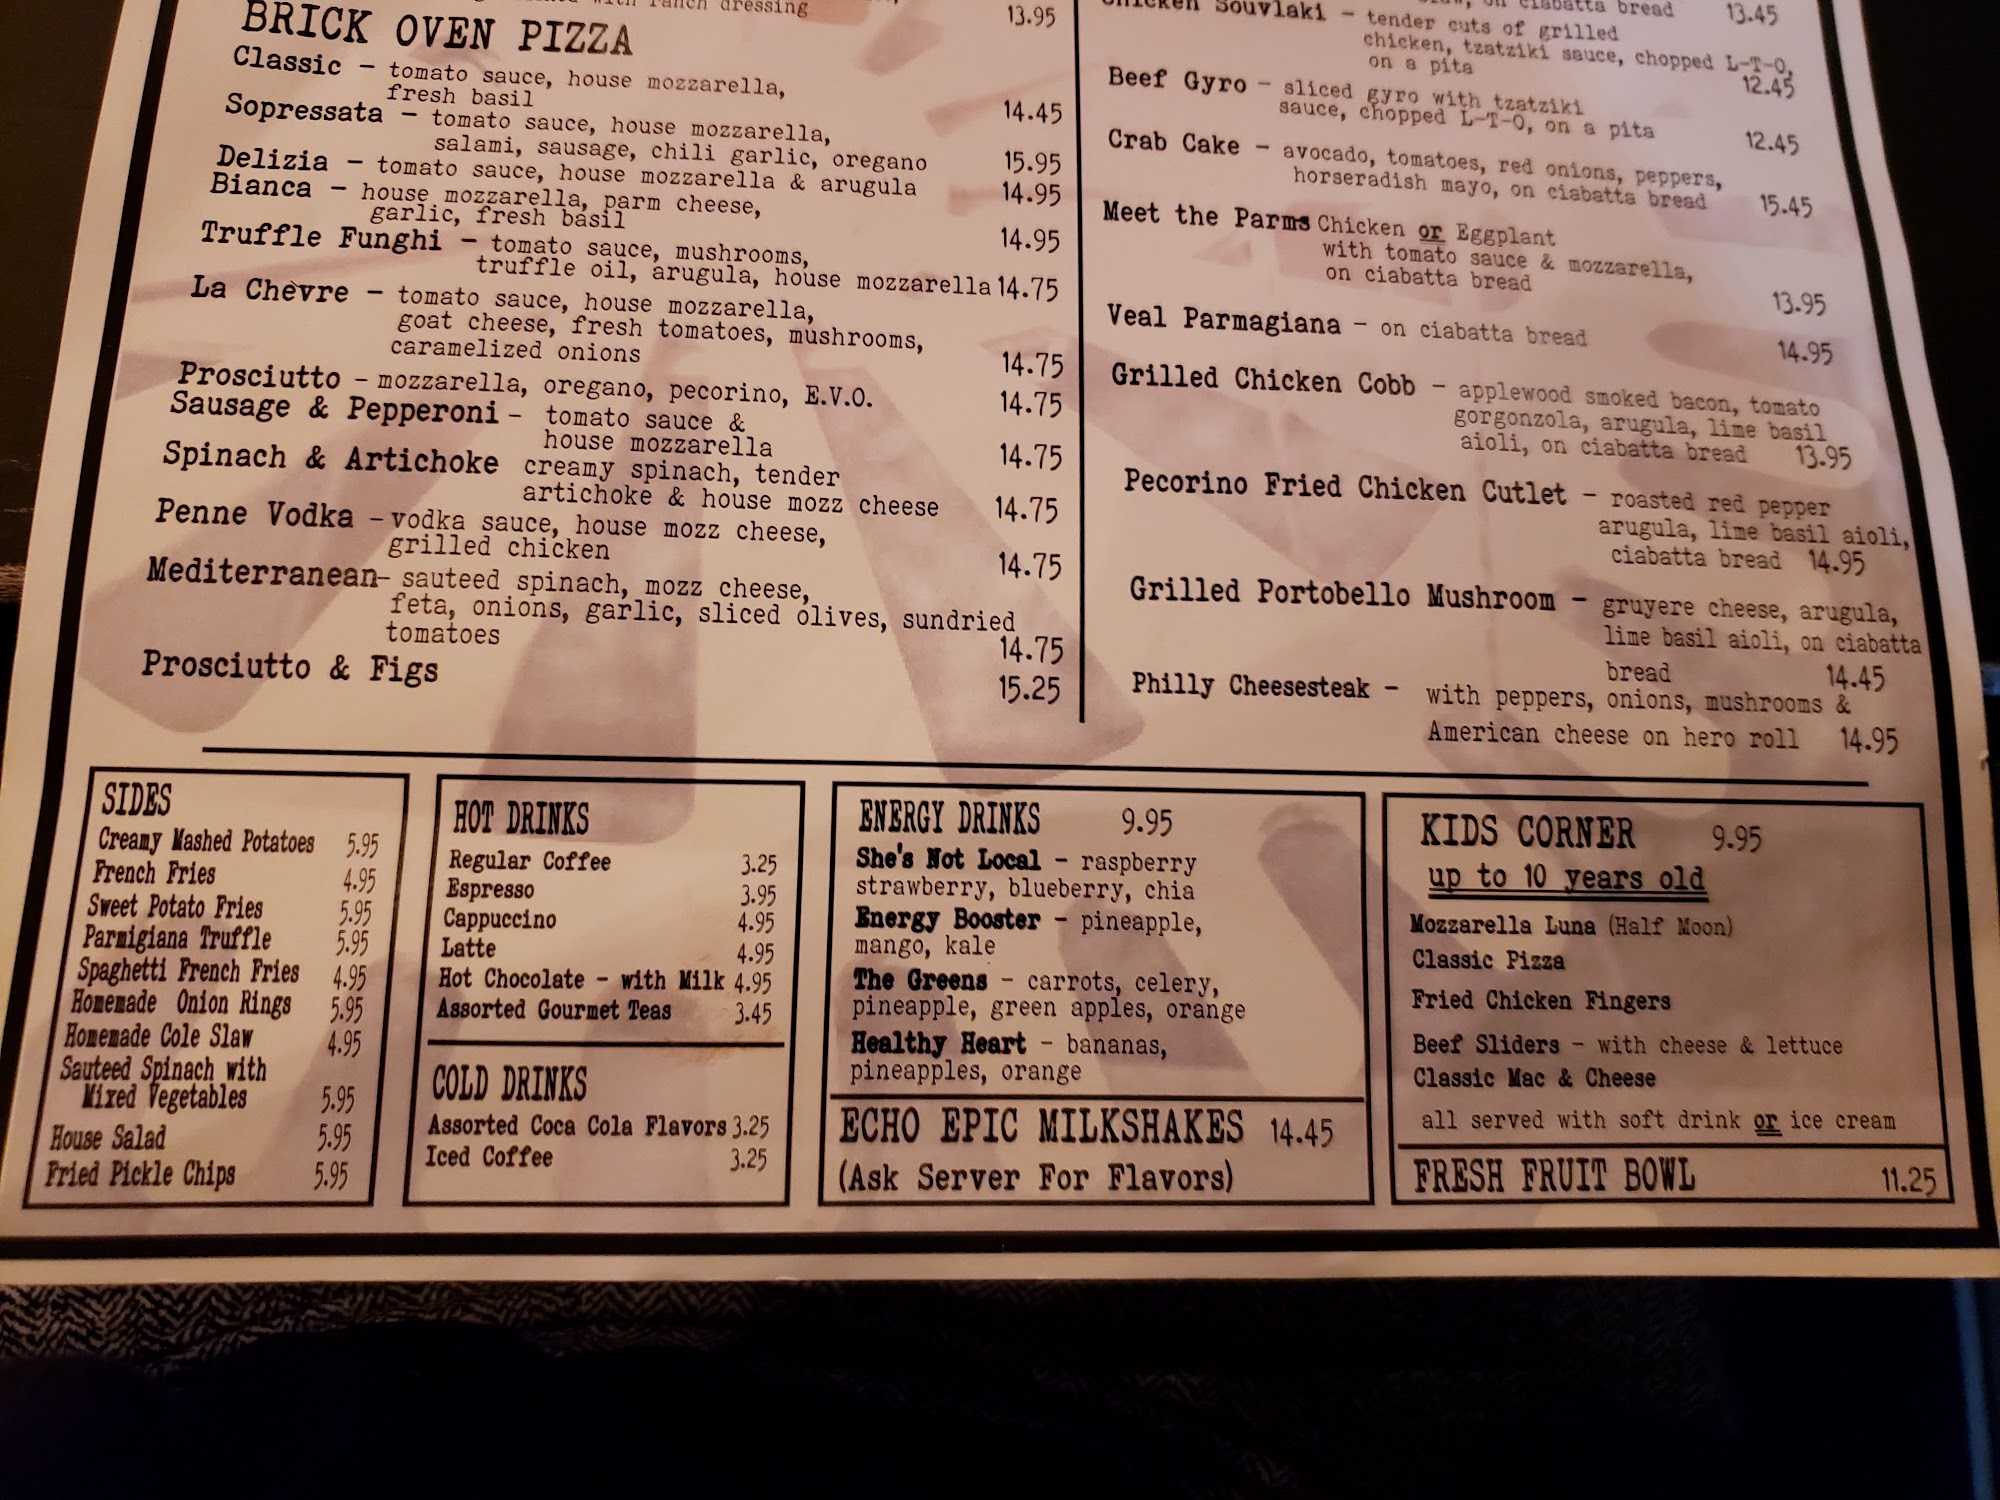 with ranch dressing
13.95
BRICK OVEN PIZZA
Classic - tomato sauce, house mozzarella,
fresh basil 14.45
Sopressata - tomato sauce, house mozzarella,
salami, sausage, chili garlic, oregano 15.95
Delizia - tomato sauce, house mozzarella & arugula 14.95
Bianca - house mozzarella, parm cheese,
garlic, fresh basil 14.95
Truffle Funghi - tomato sauce, mushrooms,
truffle oil, arugula, house mozzarella 14.75
La Chèvre - tomato sauce, house mozzarella,
goat cheese, fresh tomatoes, mushrooms,
caramelized onions 14.75
Prosciutto - mozzarella, oregano, pecorino, E.V.O. 14.75
Sausage & Pepperoni - tomato sauce &
house mozzarella 14.75
Spinach & Artichoke creamy spinach, tender
artichoke & house mozz cheese 14.75
Penne Vodka - vodka sauce, house mozz cheese,
grilled chicken 14.75
Mediterranean- sauteed spinach, mozz cheese,
feta, onions, garlic, sliced olives, sundried
tomatoes 14.75
Prosciutto & Figs 15.25
on ciabatta bread 13.45
Chicken Souvlaki - tender cuts of grilled
chicken, tzatziki sauce, chopped L-T-O,
on a pita 12.45
Beef Gyro - sliced gyro with tzatziki
sauce, chopped L-T-O, on a pita 12.45
Crab Cake - avocado, tomatoes, red onions, peppers,
horseradish mayo, on ciabatta bread 15.45
Meet the Parms Chicken or Eggplant
with tomato sauce & mozzarella,
on ciabatta bread 13.95
Veal Parmagiana - on ciabatta bread 14.95
Grilled Chicken Cobb - applewood smoked bacon, tomato
gorgonzola, arugula, lime basil
aioli, on ciabatta bread 13.95
Pecorino Fried Chicken Cutlet - roasted red pepper
arugula, lime basil aioli,
ciabatta bread 14.95
Grilled Portobello Mushroom - gruyere cheese, arugula,
lime basil aioli, on ciabatta
bread 14.45
Philly Cheesesteak - with peppers, onions, mushrooms &
American cheese on hero roll 14.95
SIDES
Creamy Mashed Potatoes 5.95
French Fries 4.95
Sweet Potato Fries 5.95
Parmigiana Truffle 5.95
Spaghetti French Fries 4.95
Homemade Onion Rings 5.95
Homemade Cole Slaw 4.95
Sauteed Spinach with
Mixed Vegetables 5.95
House Salad 5.95
Fried Pickle Chips 5.95
HOT DRINKS
Regular Coffee 3.25
Espresso 3.95
Cappuccino 4.95
Latte 4.95
Hot Chocolate - with Milk 4.95
Assorted Gourmet Teas 3.45
COLD DRINKS
Assorted Coca Cola Flavors 3.25
Iced Coffee 3.25
ENERGY DRINKS 9.95
She's Not Local - raspberry
strawberry, blueberry, chia
Energy Booster - pineapple,
mango, kale
The Greens - carrots, celery,
pineapple, green apples, orange
Healthy Heart - bananas,
pineapples, orange
ECHO EPIC MILKSHAKES 14.45
(Ask Server For Flavors)
KIDS CORNER 9.95
up to 10 years old
Mozzarella Luna (Half Moon)
Classic Pizza
Fried Chicken Fingers
Beef Sliders - with cheese & lettuce
Classic Mac & Cheese
all served with soft drink or ice cream
FRESH FRUIT BOWL 11.25